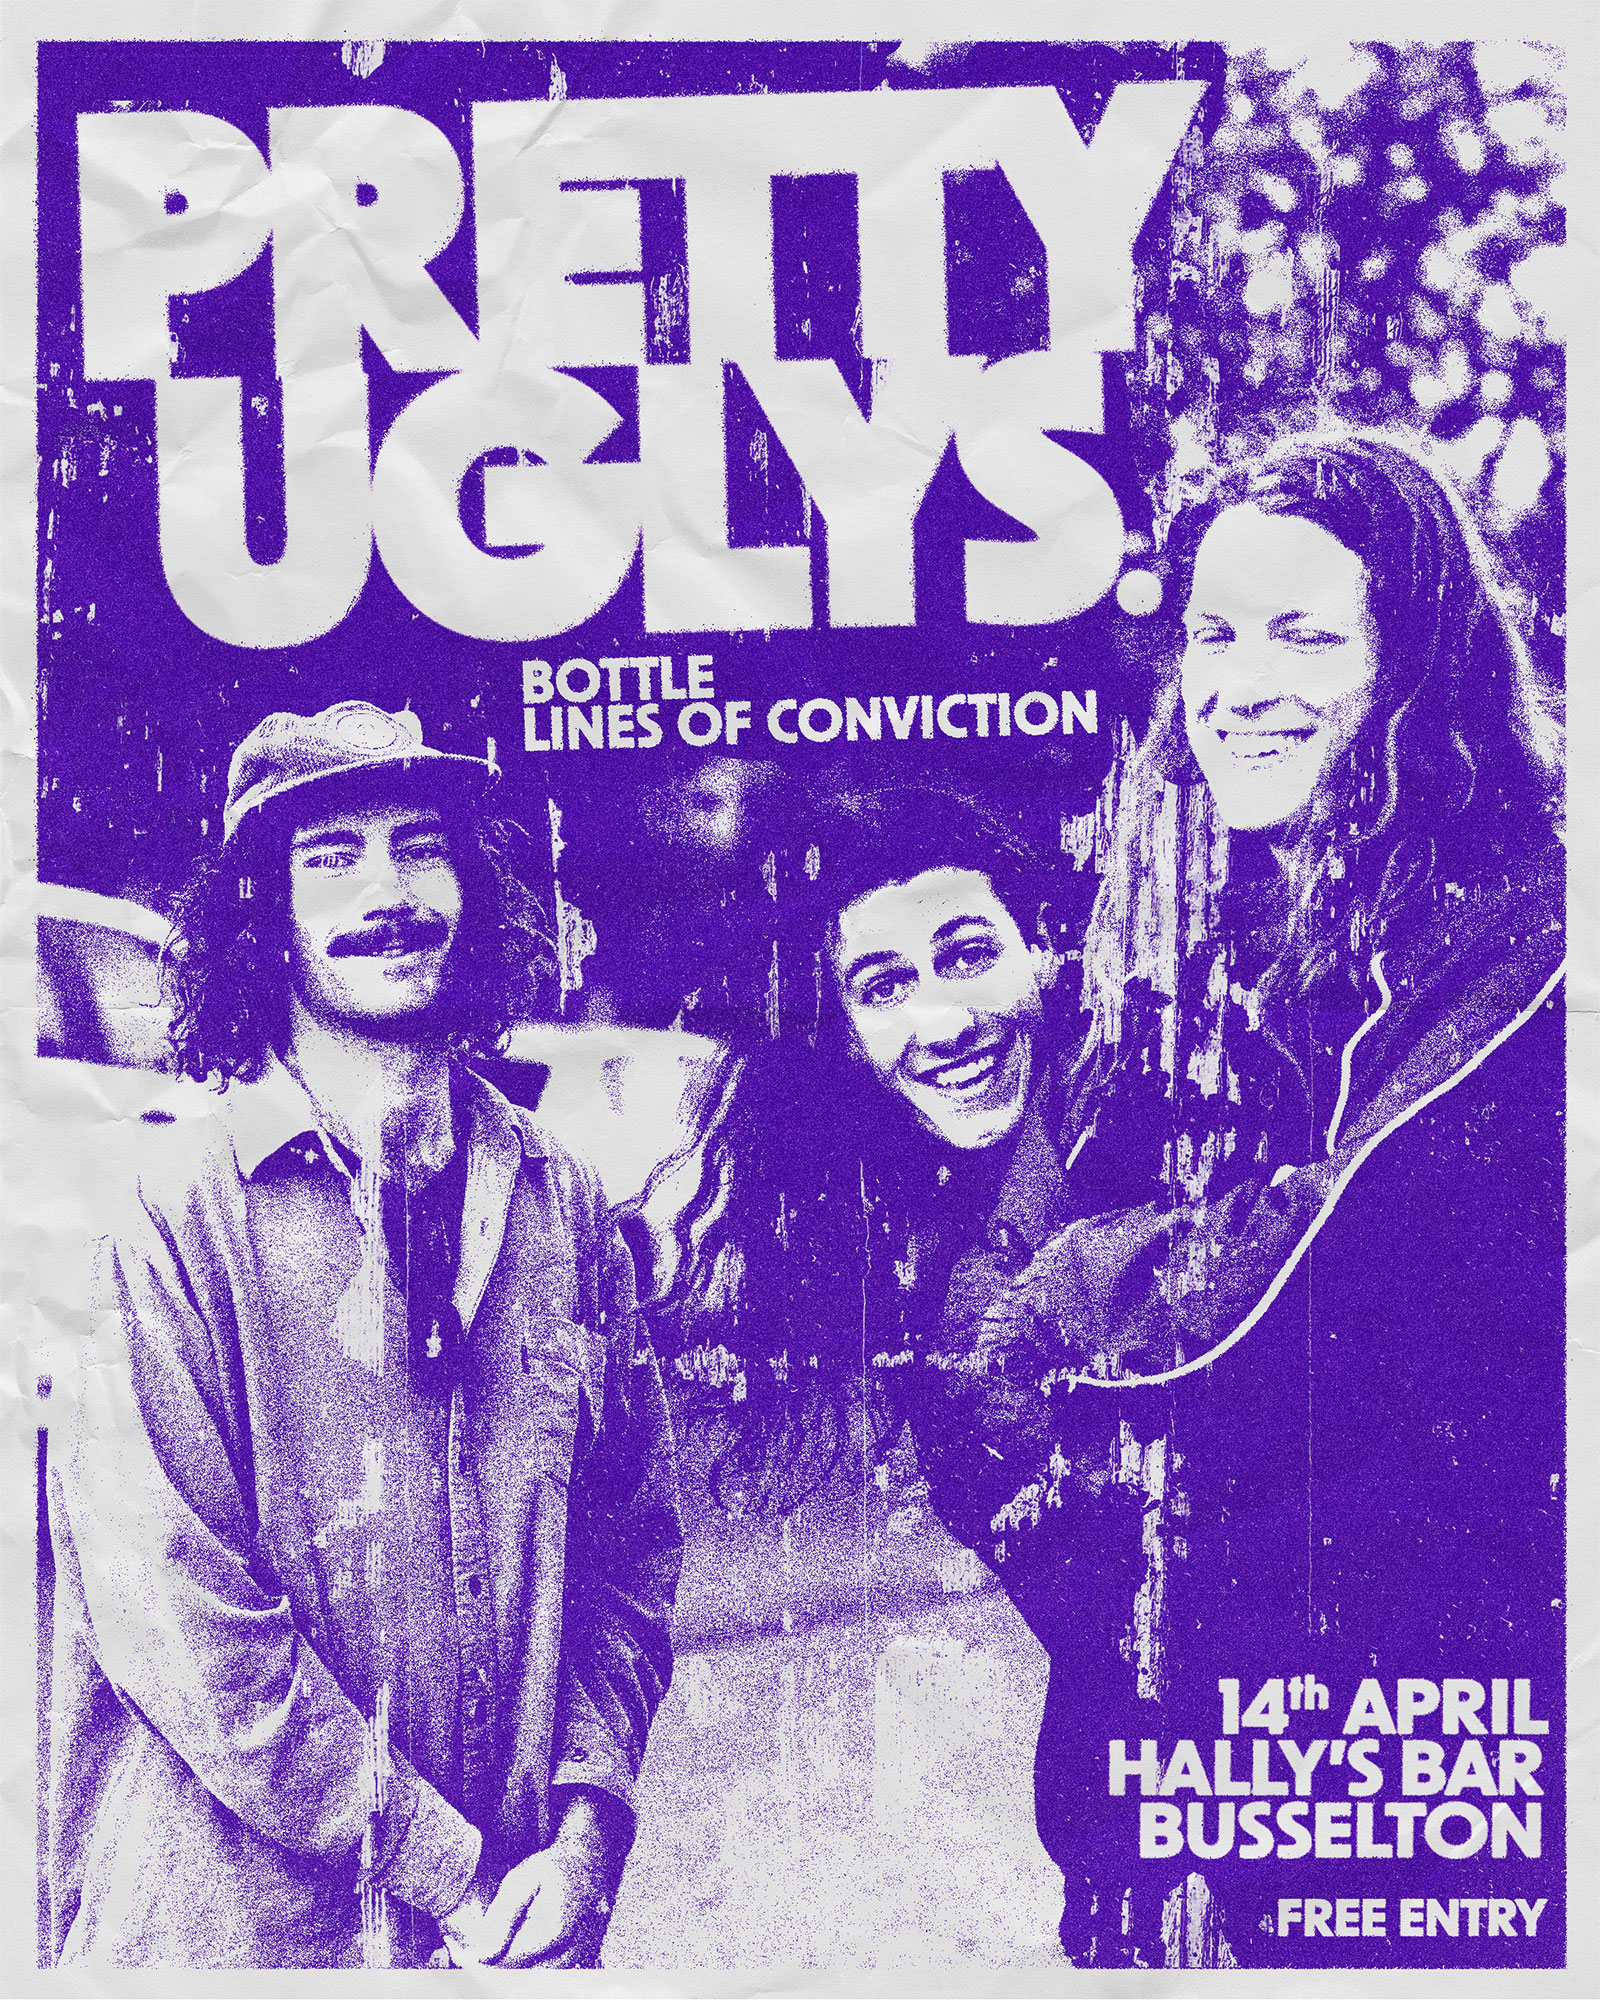 PRETTY
UGLYS.
BOTTLE
LINES OF CONVICTION
14th APRIL
HALLY'S BAR
BUSSELTON
FREE ENTRY